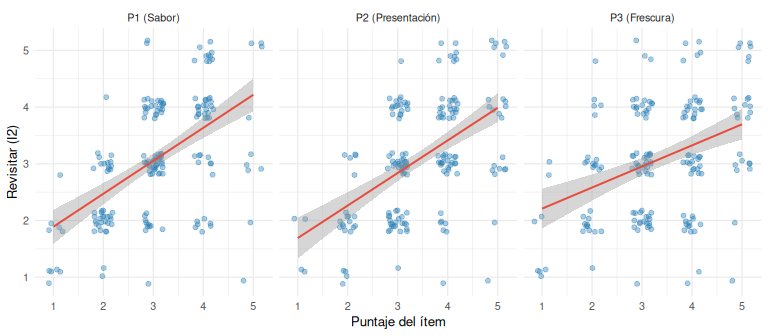 P1 (Sabor)
P2 (Presentación)
P3 (Frescura)
Revisitar (I2)
5
4
3
2
1
1 2 3 4 5
1 2 3 4 5
1 2 3 4 5
Puntaje del ítem